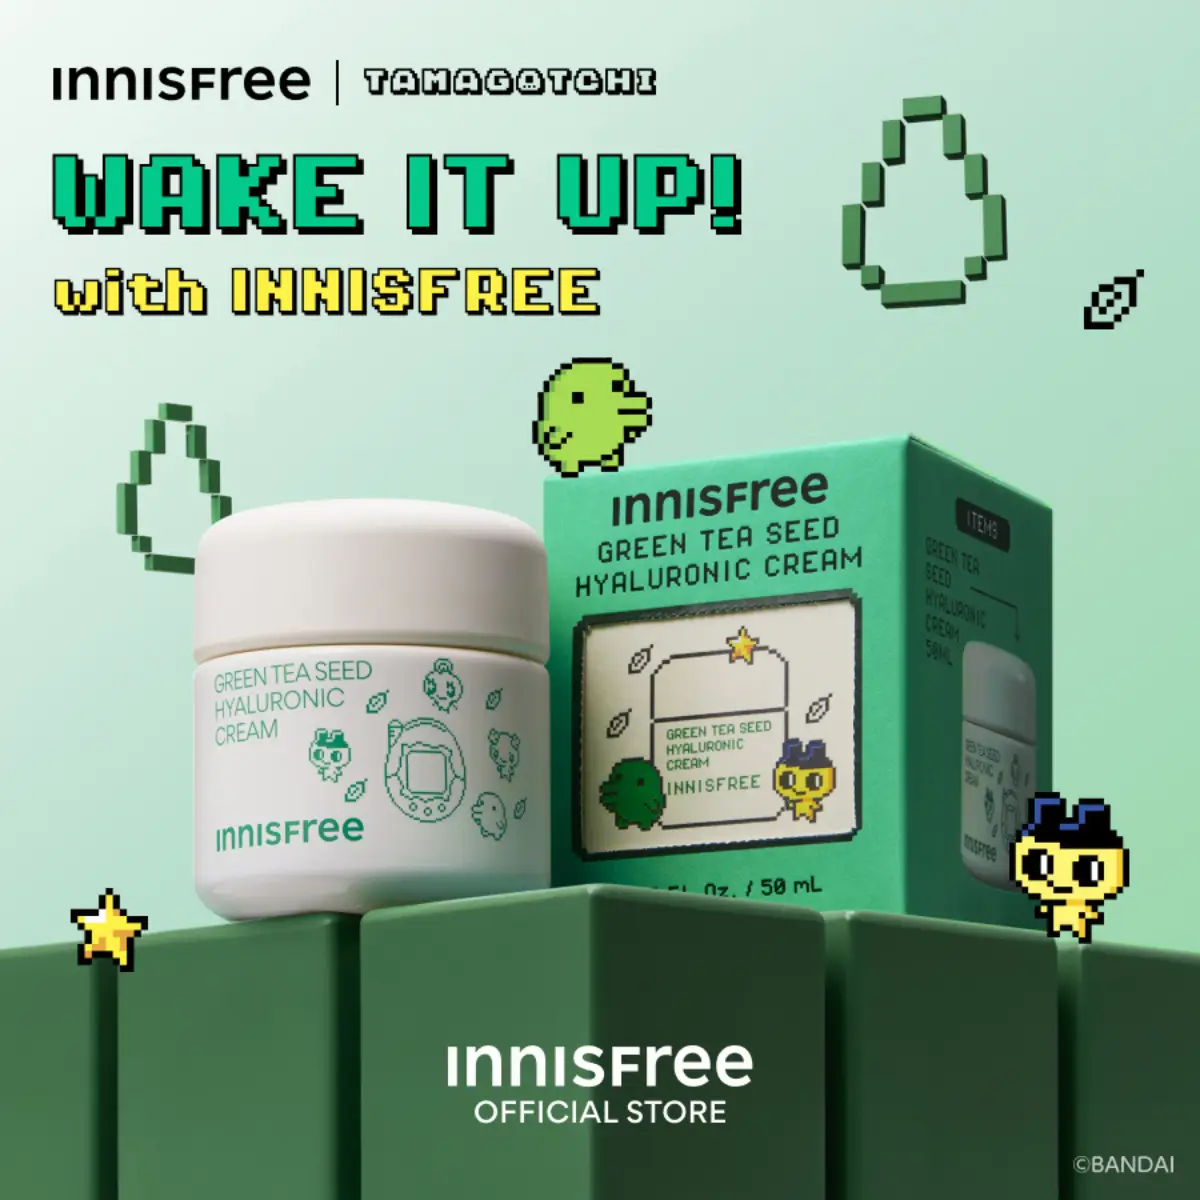 innisfree | TAMAGOTCHI
WAKE IT UP!
with INNISFREE
innisfree
GREEN TEA SEED
HYALURONIC CREAM
ITEMS
GREEN TEA
SEED
HYALURONIC
CREAM
50ML
GREEN TEA SEED
HYALURONIC
CREAM
INNISFREE
GREEN TEA SEED
HYALURONIC
CREAM
innisfree
Oz. / 50 mL
innisfree
innisfree
OFFICIAL STORE
©BANDAI